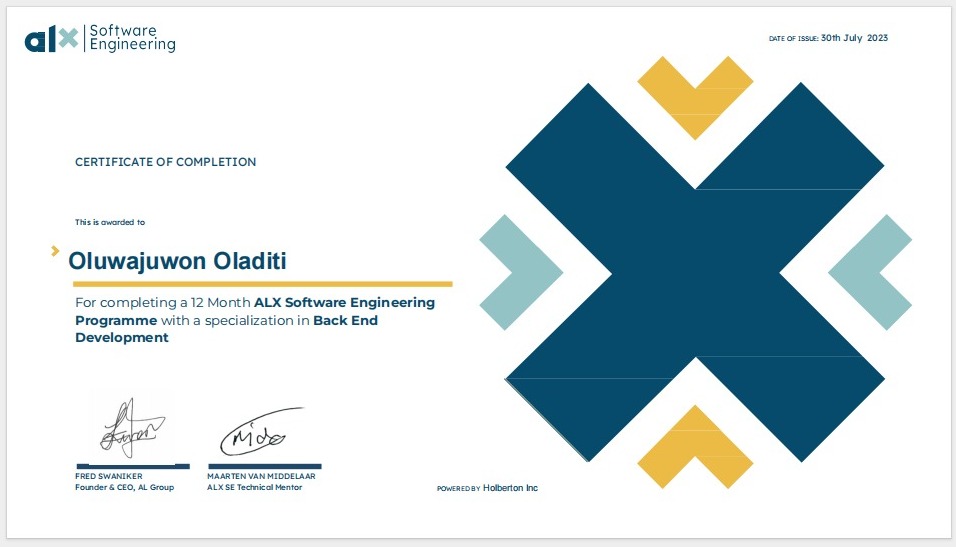 alx Software
Engineering
DATE OF ISSUE: 30th July 2023
CERTIFICATE OF COMPLETION
This is awarded to
Oluwajuwon Oladiti
For completing a 12 Month ALX Software Engineering
Programme with a specialization in Back End
Development
FRED SWANIKER
Founder & CEO, AL Group
MAARTEN VAN MIDDELAAR
ALX SE Technical Mentor
POWERED BY Holberton Inc